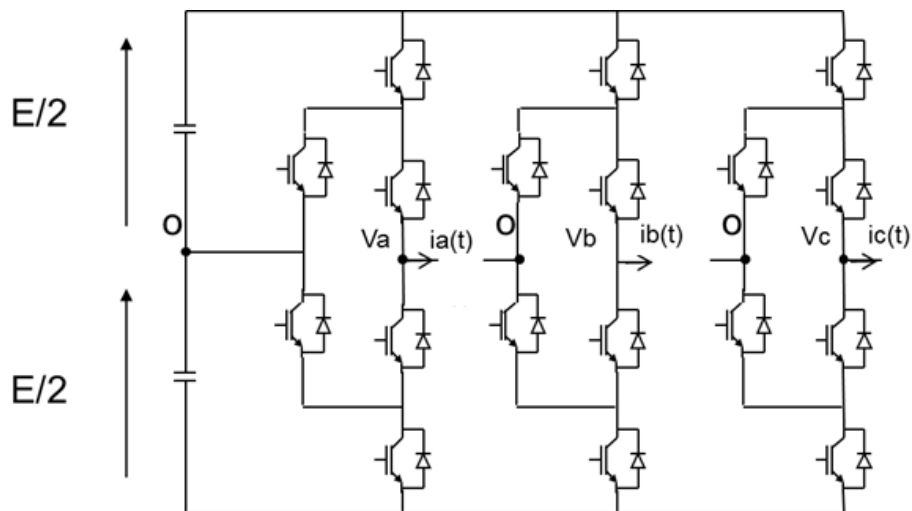 E/2
O
Va
ia(t)
O
Vb
ib(t)
O
Vc
ic(t)
E/2